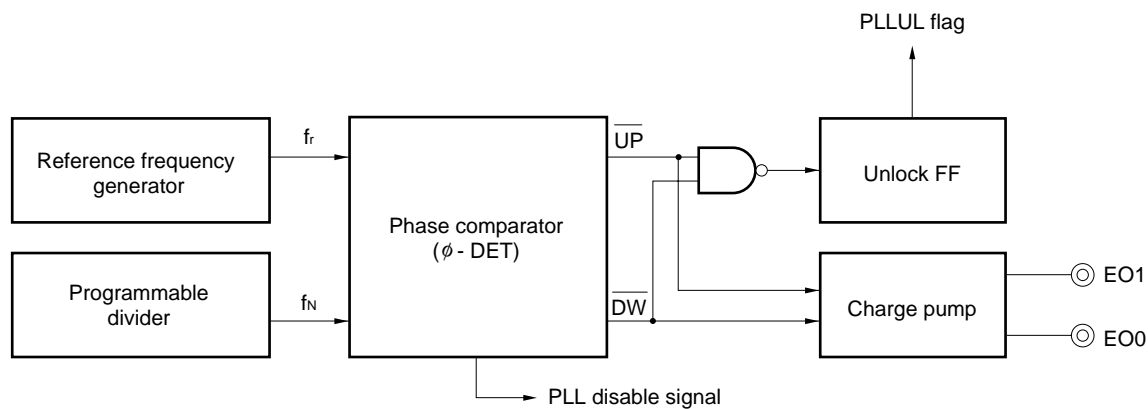 PLLUL flag
Reference frequency
generator
fr
Phase comparator
(ϕ - DET)
UP
Unlock FF
Programmable
divider
fN
DW
Charge pump
EO1
EO0
PLL disable signal